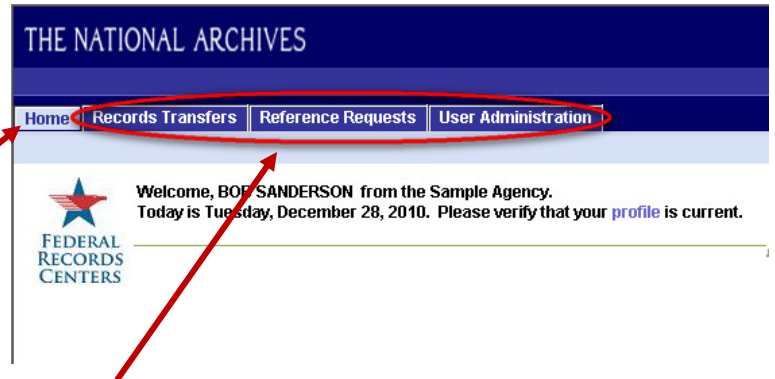 THE NATIONAL ARCHIVES
Home Records Transfers Reference Requests User Administration
Welcome, BOB SANDERSON from the Sample Agency.
Today is Tuesday, December 28, 2010. Please verify that your profile is current.
FEDERAL
RECORDS
CENTERS